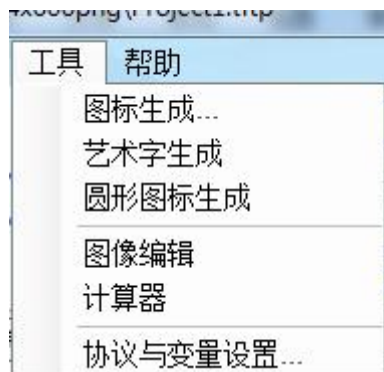 工具 帮助
图标生成...
艺术字生成
圆形图标生成
图像编辑
计算器
协议与变量设置...